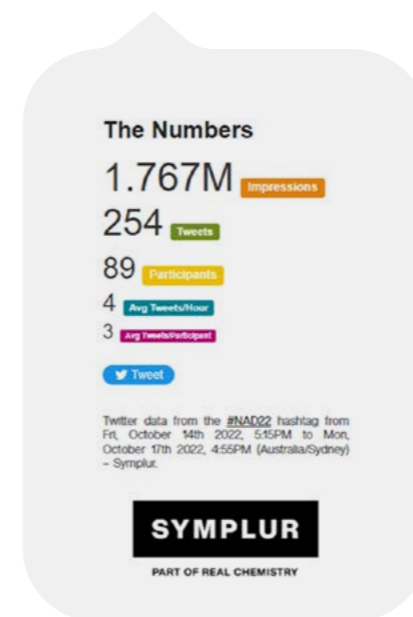 The Numbers
1.767M Impressions
254 Tweets
89 Participants
4 Avg Tweets/Hour
3 Avg Tweets/Participant
Tweet
Twitter data from the #NAD22 hashtag from
Fri, October 14th 2022, 5:15PM to Mon,
October 17th 2022, 4:55PM (Australia/Sydney)
– Symplur.
SYMPLUR
PART OF REAL CHEMISTRY